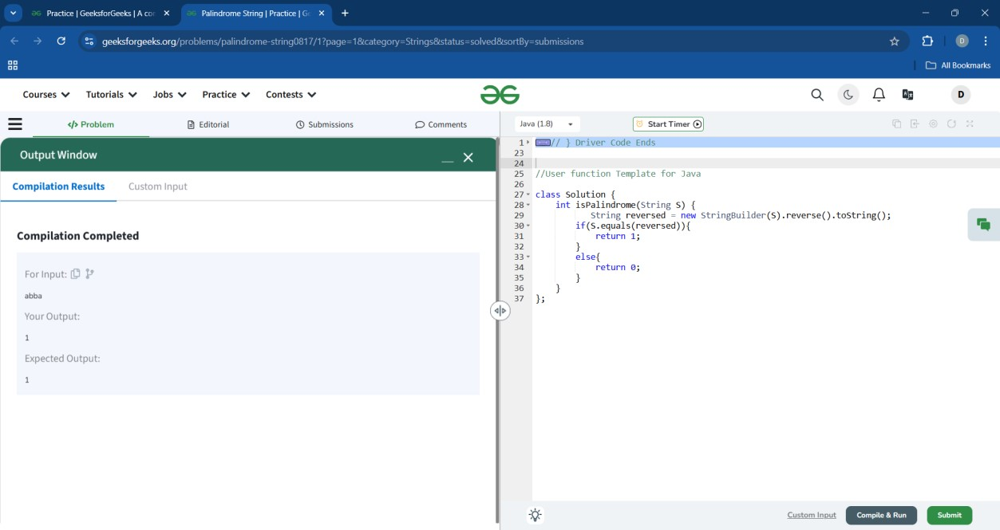 Practice | GeeksforGeeks | A cor
Palindrome String | Practice | Ge
geeksforgeeks.org/problems/palindrome-string0817/1?page=1&category=Strings&status=solved&sortBy=submissions
D
All Bookmarks
Courses Tutorials Jobs Practice Contests
D
Problem Editorial Submissions Comments
Output Window
Compilation Results Custom Input
Compilation Completed
For Input:
abba
Your Output:
1
Expected Output:
1
Java (1.8) Start Timer
1 // } Driver Code Ends
23
24
25 //User function Template for Java
26
27 class Solution {
28 int isPalindrome(String S) {
29 String reversed = new StringBuilder(S).reverse().toString();
30 if(S.equals(reversed)){
31 return 1;
32 }
33 else{
34 return 0;
35 }
36 }
37 };
Custom Input Compile & Run Submit